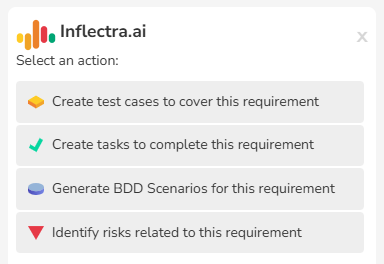 Inflectra.ai
x
Select an action:
Create test cases to cover this requirement
Create tasks to complete this requirement
Generate BDD Scenarios for this requirement
Identify risks related to this requirement